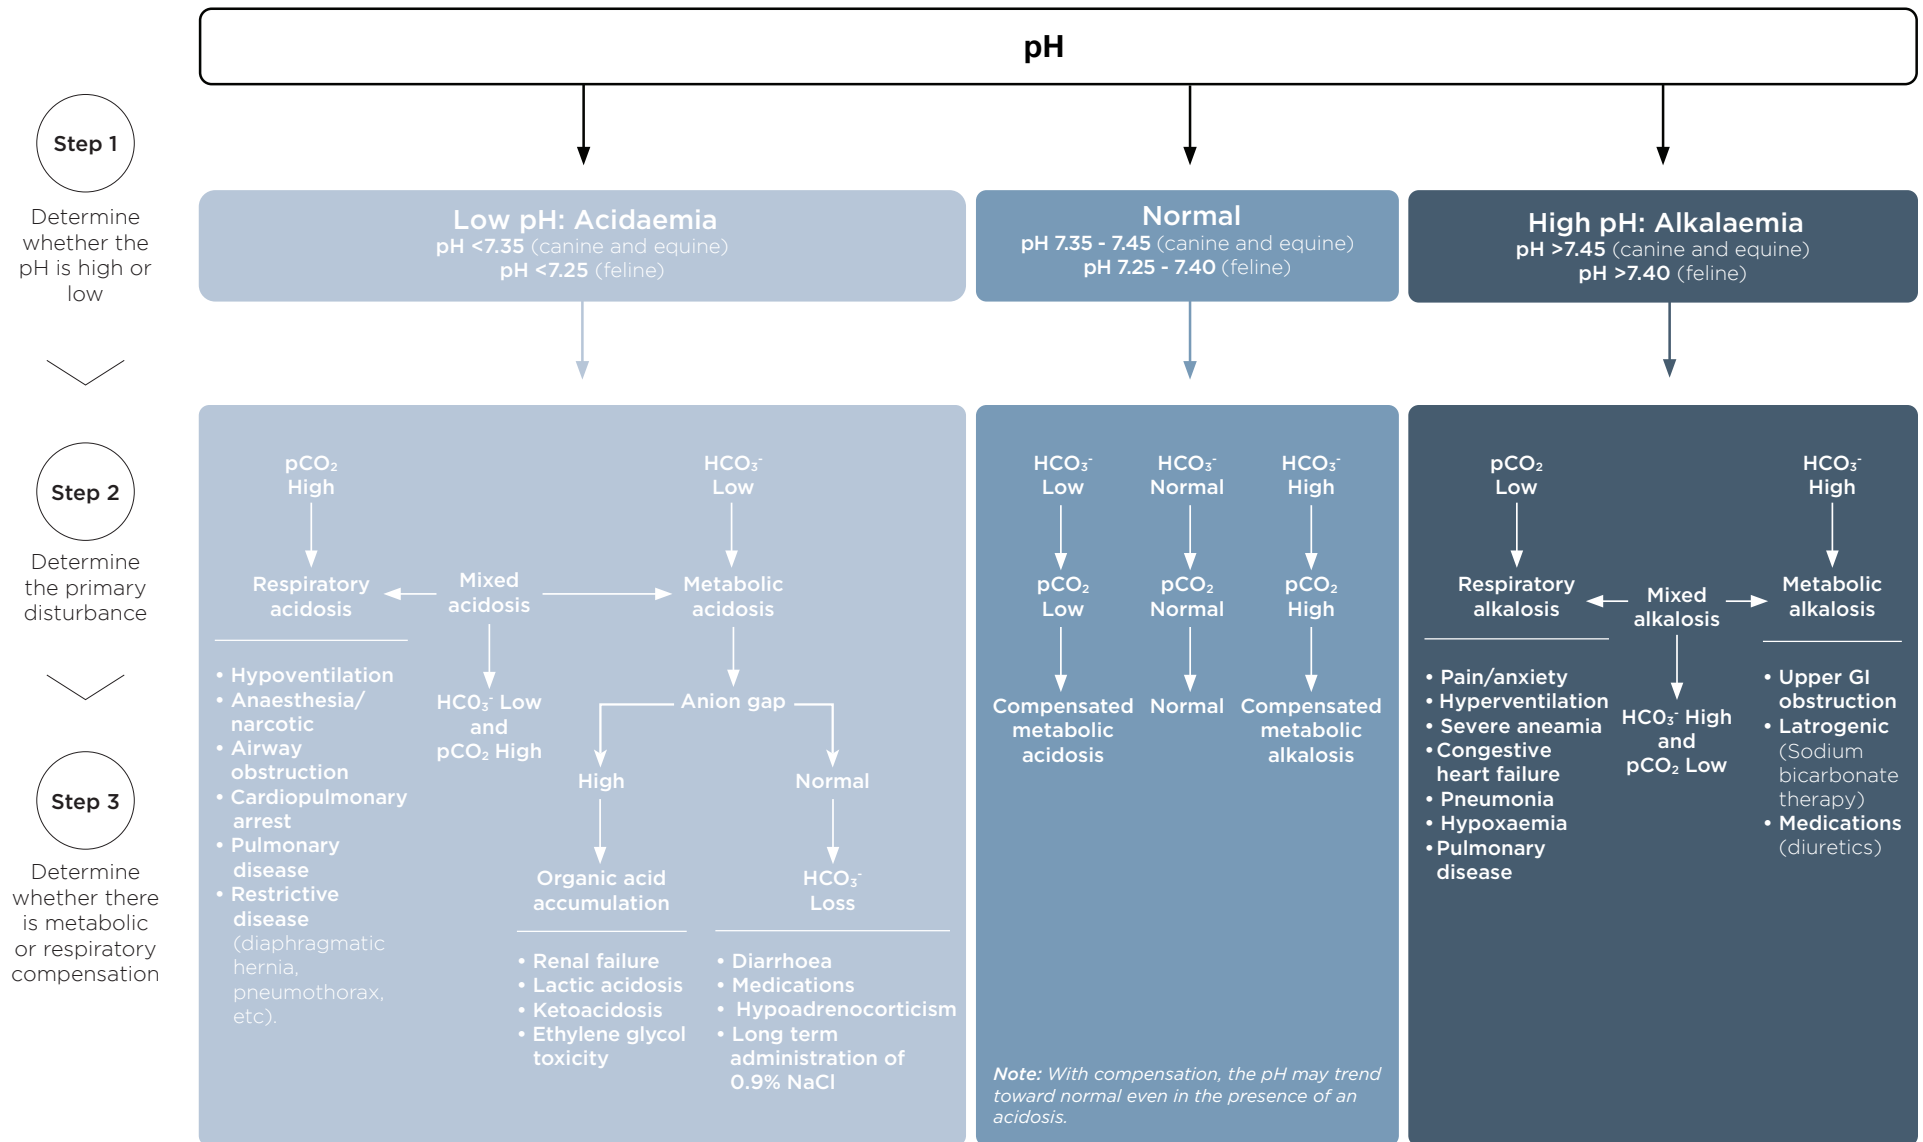 pH
Step 1
Determine
whether the
pH is high or
low
Low pH: Acidaemia
pH <7.35 (canine and equine)
pH <7.25 (feline)
Normal
pH 7.35 - 7.45 (canine and equine)
pH 7.25 - 7.40 (feline)
High pH: Alkalaemia
pH >7.45 (canine and equine)
pH >7.40 (feline)
Step 2
Determine
the primary
disturbance
Step 3
Determine
whether there
is metabolic
or respiratory
compensation
pCO₂
High
Respiratory
acidosis
• Hypoventilation
• Anaesthesia/
narcotic
• Airway
obstruction
• Cardiopulmonary
arrest
• Pulmonary
disease
• Restrictive
disease
(diaphragmatic
hernia,
pneumothorax,
etc).
Mixed
acidosis
HC0₃⁻ Low
and
pCO₂ High
HCO₃⁻
Low
Metabolic
acidosis
Anion gap
High
Organic acid
accumulation
• Renal failure
• Lactic acidosis
• Ketoacidosis
• Ethylene glycol
toxicity
Normal
HCO₃⁻
Loss
• Diarrhoea
• Medications
• Hypoadrenocorticism
• Long term
administration of
0.9% NaCl
HCO₃⁻
Low
pCO₂
Low
Compensated
metabolic
acidosis
HCO₃⁻
Normal
pCO₂
Normal
Normal
HCO₃⁻
High
pCO₂
High
Compensated
metabolic
alkalosis
Note: With compensation, the pH may trend
toward normal even in the presence of an
acidosis.
pCO₂
Low
Respiratory
alkalosis
• Pain/anxiety
• Hyperventilation
• Severe aneamia
• Congestive
heart failure
• Pneumonia
• Hypoxaemia
• Pulmonary
disease
Mixed
alkalosis
HC0₃⁻ High
and
pCO₂ Low
HCO₃⁻
High
Metabolic
alkalosis
• Upper GI
obstruction
• Latrogenic
(Sodium
bicarbonate
therapy)
• Medications
(diuretics)